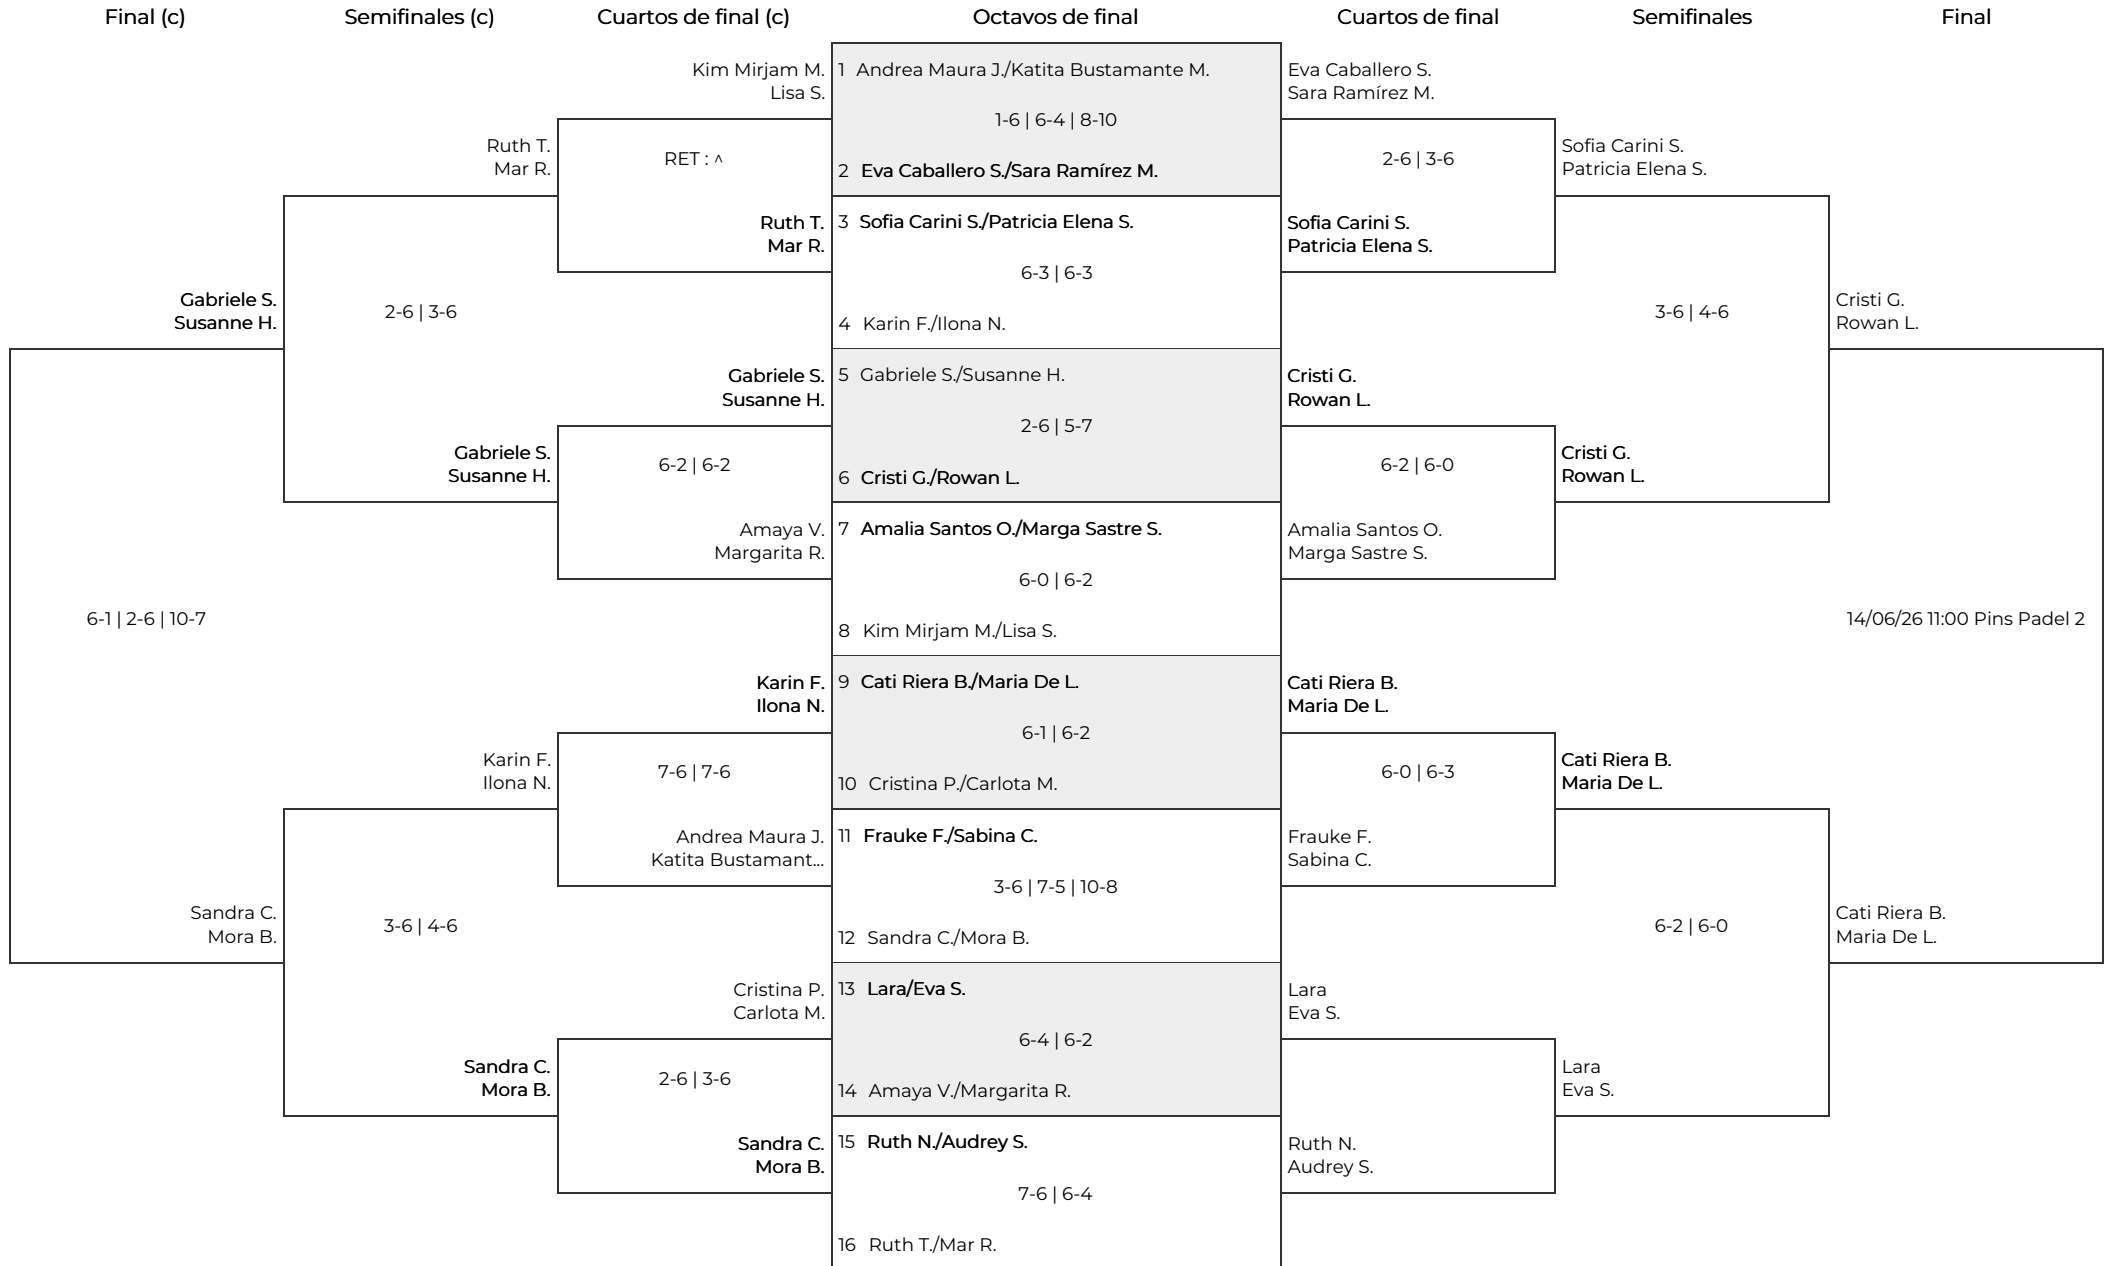 Final (c)
Semifinales (c)
Cuartos de final (c)
Octavos de final
Cuartos de final
Semifinales
Final
Gabriele S.
Susanne H.
6-1 | 2-6 | 10-7
Sandra C.
Mora B.
Ruth T.
Mar R.
2-6 | 3-6
Gabriele S.
Susanne H.
Karin F.
Ilona N.
3-6 | 4-6
Sandra C.
Mora B.
Kim Mirjam M.
Lisa S.
RET : ^
Ruth T.
Mar R.
Gabriele S.
Susanne H.
6-2 | 6-2
Amaya V.
Margarita R.
Karin F.
Ilona N.
7-6 | 7-6
Andrea Maura J.
Katita Bustamant...
Cristina P.
Carlota M.
2-6 | 3-6
Sandra C.
Mora B.
1 Andrea Maura J./Katita Bustamante M.
1-6 | 6-4 | 8-10
2 Eva Caballero S./Sara Ramírez M.
3 Sofia Carini S./Patricia Elena S.
6-3 | 6-3
4 Karin F./Ilona N.
5 Gabriele S./Susanne H.
2-6 | 5-7
6 Cristi G./Rowan L.
7 Amalia Santos O./Marga Sastre S.
6-0 | 6-2
8 Kim Mirjam M./Lisa S.
9 Cati Riera B./Maria De L.
6-1 | 6-2
10 Cristina P./Carlota M.
11 Frauke F./Sabina C.
3-6 | 7-5 | 10-8
12 Sandra C./Mora B.
13 Lara/Eva S.
6-4 | 6-2
14 Amaya V./Margarita R.
15 Ruth N./Audrey S.
7-6 | 6-4
16 Ruth T./Mar R.
Eva Caballero S.
Sara Ramírez M.
2-6 | 3-6
Sofia Carini S.
Patricia Elena S.
Cristi G.
Rowan L.
6-2 | 6-0
Amalia Santos O.
Marga Sastre S.
Cati Riera B.
Maria De L.
6-0 | 6-3
Frauke F.
Sabina C.
Lara
Eva S.
Ruth N.
Audrey S.
Sofia Carini S.
Patricia Elena S.
3-6 | 4-6
Cristi G.
Rowan L.
Cati Riera B.
Maria De L.
6-2 | 6-0
Lara
Eva S.
Cristi G.
Rowan L.
14/06/26 11:00 Pins Padel 2
Cati Riera B.
Maria De L.